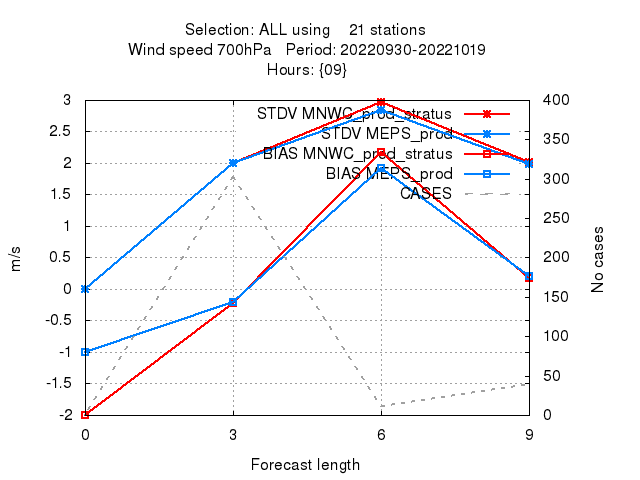 Selection: ALL using    21 stations
Wind speed 700hPa   Period: 20220930-20221019
Hours: {09}
3
2.5
2
1.5
1
0.5
0
-0.5
-1
-1.5
-2
m/s
STDV MNWC_prod_stratus
STDV MEPS_prod
BIAS MNWC_prod_stratus
BIAS MEPS_prod
CASES
400
350
300
250
200
150
100
50
0
No cases
0 3 6 9
Forecast length